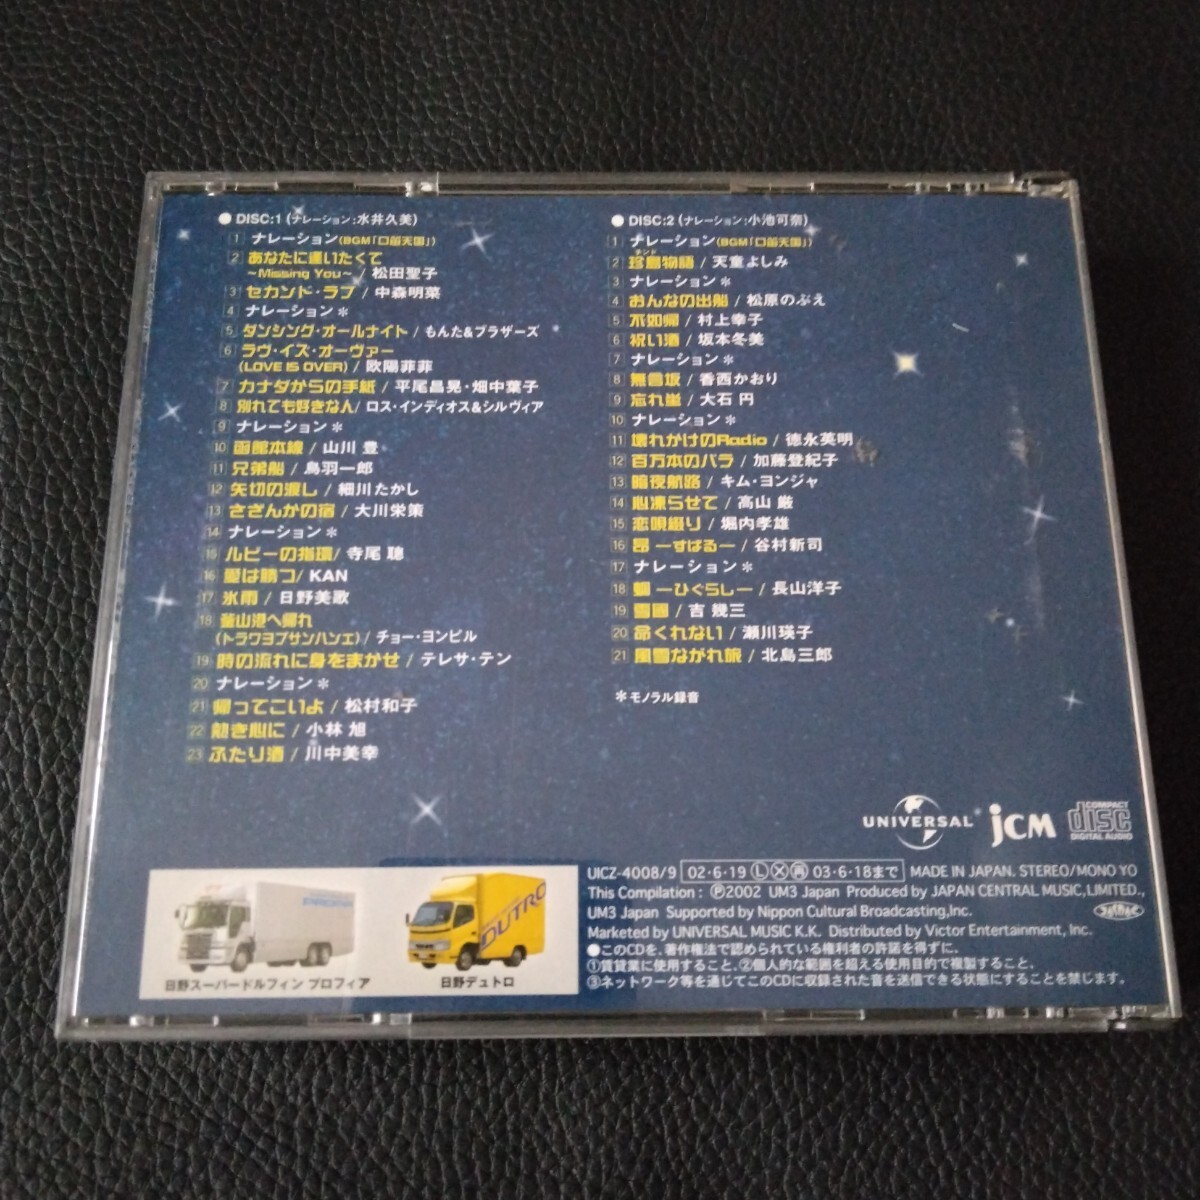 ● DISC:1 (ナレーション:水井久美)
1 ナレーション(BGM「口笛天国」)
2 あなたに逢いたくて
～Missing You～ / 松田聖子
3 セカンド・ラブ / 中森明菜
4 ナレーション＊
5 ダンシング・オールナイト / もんた&ブラザーズ
6 ラヴ・イズ・オーヴァー
(LOVE IS OVER) / 欧陽菲菲
7 カナダからの手紙 / 平尾昌晃・畑中葉子
8 別れても好きな人 / ロス・インディオス&シルヴィア
9 ナレーション＊
10 函館本線 / 山川 豊
11 兄弟船 / 鳥羽一郎
12 矢切の渡し / 細川たかし
13 さざんかの宿 / 大川栄策
14 ナレーション＊
15 ルビーの指環 / 寺尾 聰
16 愛は勝つ / KAN
17 氷雨 / 日野美歌
18 釜山港へ帰れ
(トラワヨプサンハンエ) / チョー・ヨンピル
19 時の流れに身をまかせ / テレサ・テン
20 ナレーション＊
21 帰ってこいよ / 松村和子
22 熱き心に / 小林 旭
23 ふたり酒 / 川中美幸
● DISC:2 (ナレーション:小池可奈)
1 ナレーション(BGM「口笛天国」)
2 珍島物語 / 天童よしみ
3 ナレーション＊
4 おんなの出船 / 松原のぶえ
5 不如帰 / 村上幸子
6 祝い酒 / 坂本冬美
7 ナレーション＊
8 無言坂 / 香西かおり
9 忘れ嵐 / 大石 円
10 ナレーション＊
11 壊れかけのRadio / 徳永英明
12 百万本のバラ / 加藤登紀子
13 暗夜航路 / キム・ヨンジャ
14 心凍らせて / 高山 厳
15 恋唄綴り / 堀内孝雄
16 昴 ―すばる― / 谷村新司
17 ナレーション＊
18 蜩 ―ひぐらし― / 長山洋子
19 雪國 / 吉 幾三
20 命くれない / 瀬川瑛子
21 風雪ながれ旅 / 北島三郎
＊モノラル録音
UNIVERSAL jCM COMPACT disc DIGITAL AUDIO
UICZ-4008/9 02・6・19 Ⓛ Ⓧ 再 03・6・18まで MADE IN JAPAN. STEREO/MONO YO
This Compilation : ℗2002 UM3 Japan Produced by JAPAN CENTRAL MUSIC,LIMITED.,
UM3 Japan Supported by Nippon Cultural Broadcasting,Inc. JASRAC
Marketed by UNIVERSAL MUSIC K.K. Distributed by Victor Entertainment, Inc.
●このCDを、著作権法で認められている権利者の許諾を得ずに、
①賃貸業に使用すること、②個人的な範囲を超える使用目的で複製すること、
③ネットワーク等を通じてこのCDに収録された音を送信できる状態にすることを禁じます。
DUTRO
日野スーパードルフィン プロフィア
日野デュトロ